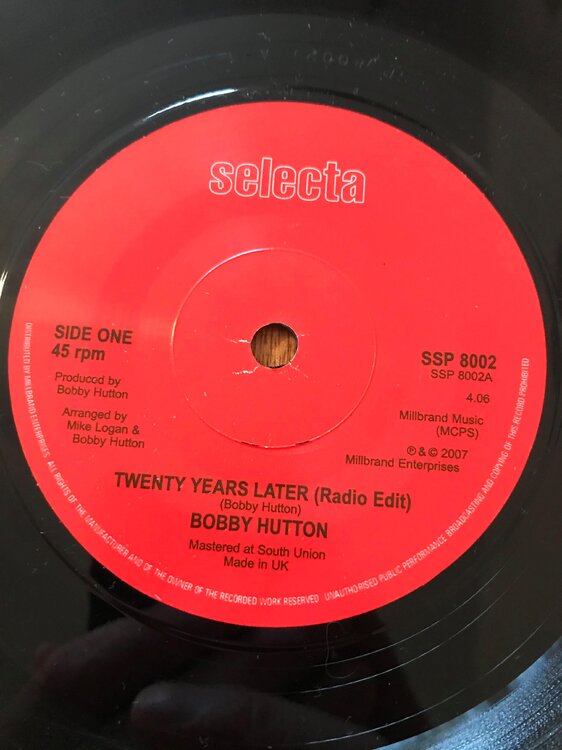 selecta
SIDE ONE
45 rpm
Produced by
Bobby Hutton
Arranged by
Mike Logan &
Bobby Hutton
SSP 8002
SSP 8002A
4.06
Millbrand Music
(MCPS)
℗ & © 2007
Millbrand Enterprises
TWENTY YEARS LATER (Radio Edit)
(Bobby Hutton)
BOBBY HUTTON
Mastered at South Union
Made in UK
DISTRIBUTED BY MILLBRAND ENTERPRISES. ALL RIGHTS OF THE MANUFACTURER AND OF THE OWNER OF THE RECORDED WORK RESERVED. UNAUTHORISED PUBLIC PERFORMANCE BROADCASTING AND COPYING OF THIS RECORD PROHIBITED